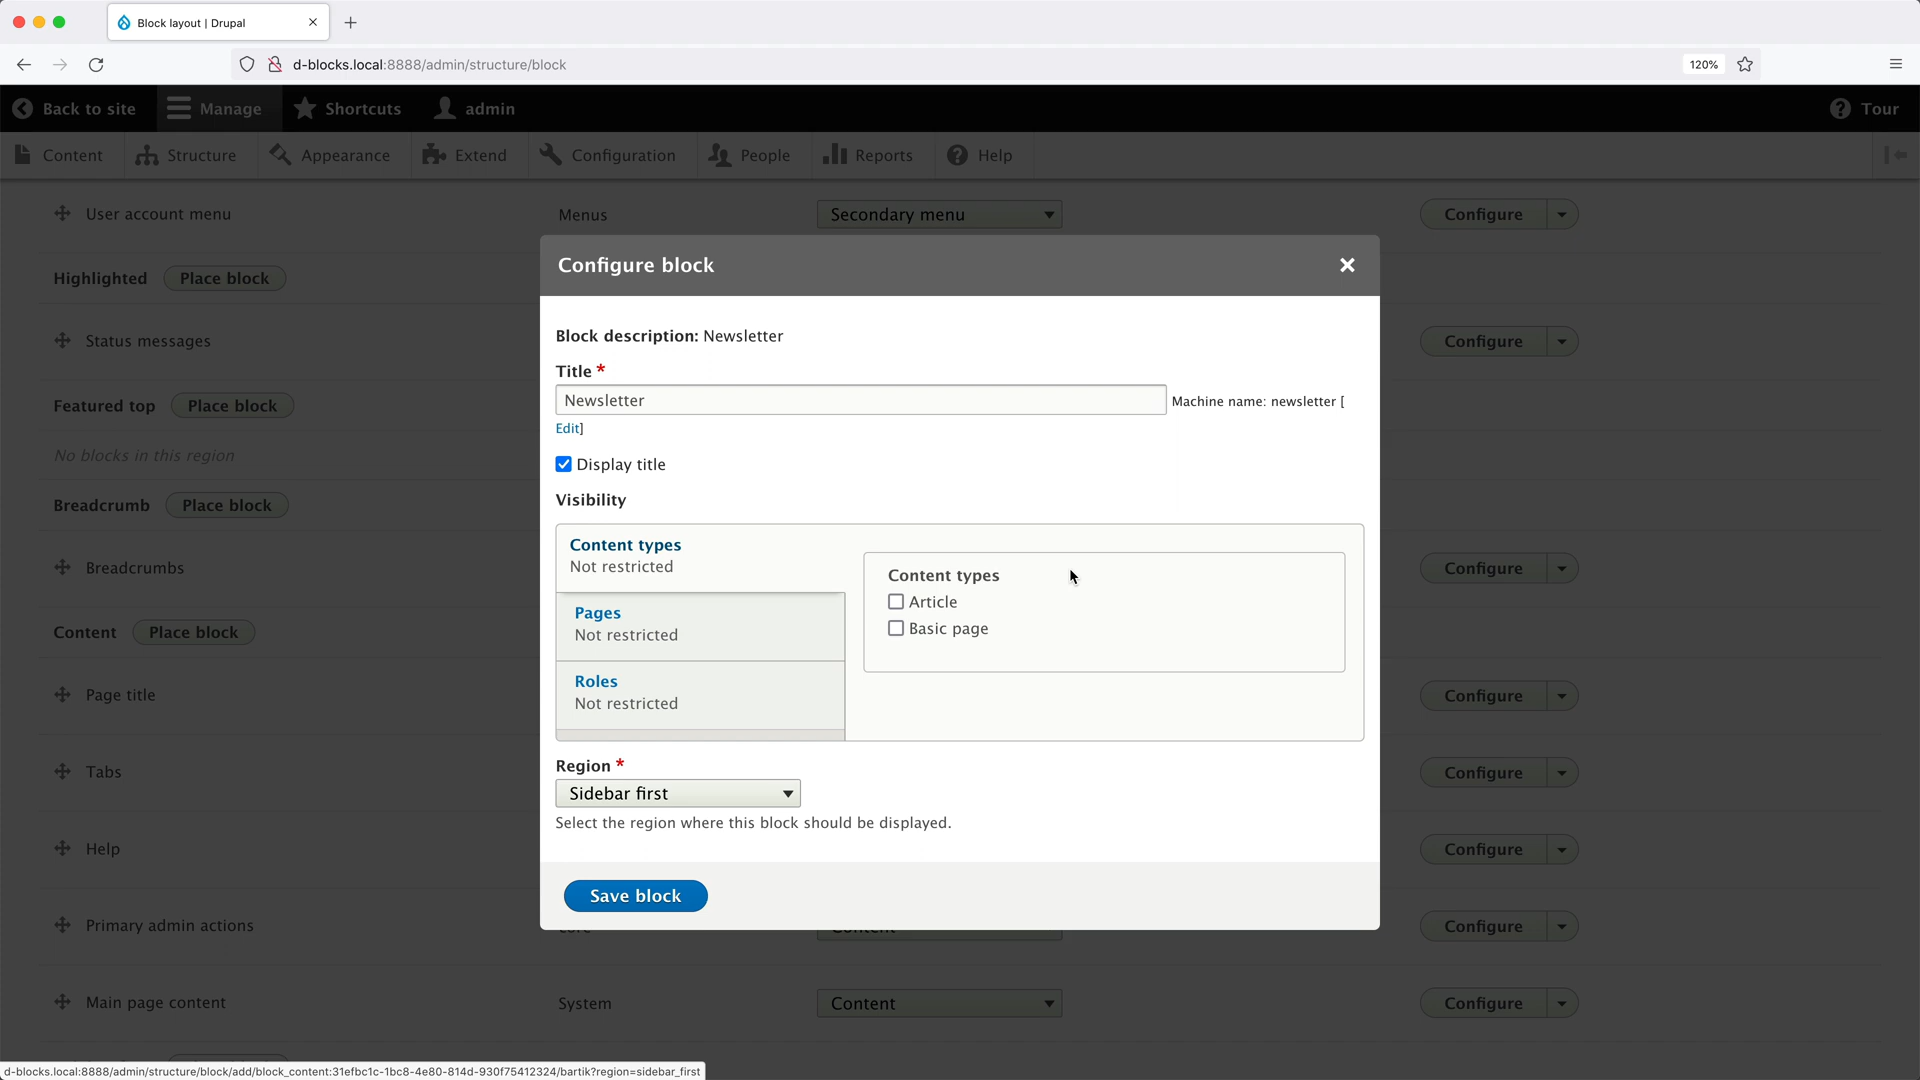 Block layout | Drupal
d-blocks.local:8888/admin/structure/block
120%
Back to site
Manage
Shortcuts
admin
Tour
Content
Structure
Appearance
Extend
Configuration
People
Reports
Help
User account menu
Menus
Secondary menu
Configure
Highlighted
Place block
Status messages
Configure
Featured top
Place block
No blocks in this region
Breadcrumb
Place block
Breadcrumbs
Configure
Content
Place block
Page title
Configure
Tabs
Configure
Help
Configure
Primary admin actions
Configure
Main page content
System
Content
Configure
Configure block
Block description: Newsletter
Title *
Newsletter
Machine name: newsletter [
Edit]
Display title
Visibility
Content types
Not restricted
Pages
Not restricted
Roles
Not restricted
Content types
Article
Basic page
Region *
Sidebar first
Select the region where this block should be displayed.
Save block
d-blocks.local:8888/admin/structure/block/add/block_content:31efbc1c-1bc8-4e80-814d-930f75412324/bartik?region=sidebar_first